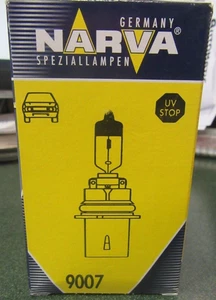 GERMANY
NARVA®
SPEZIALLAMPEN
UV
STOP
9007